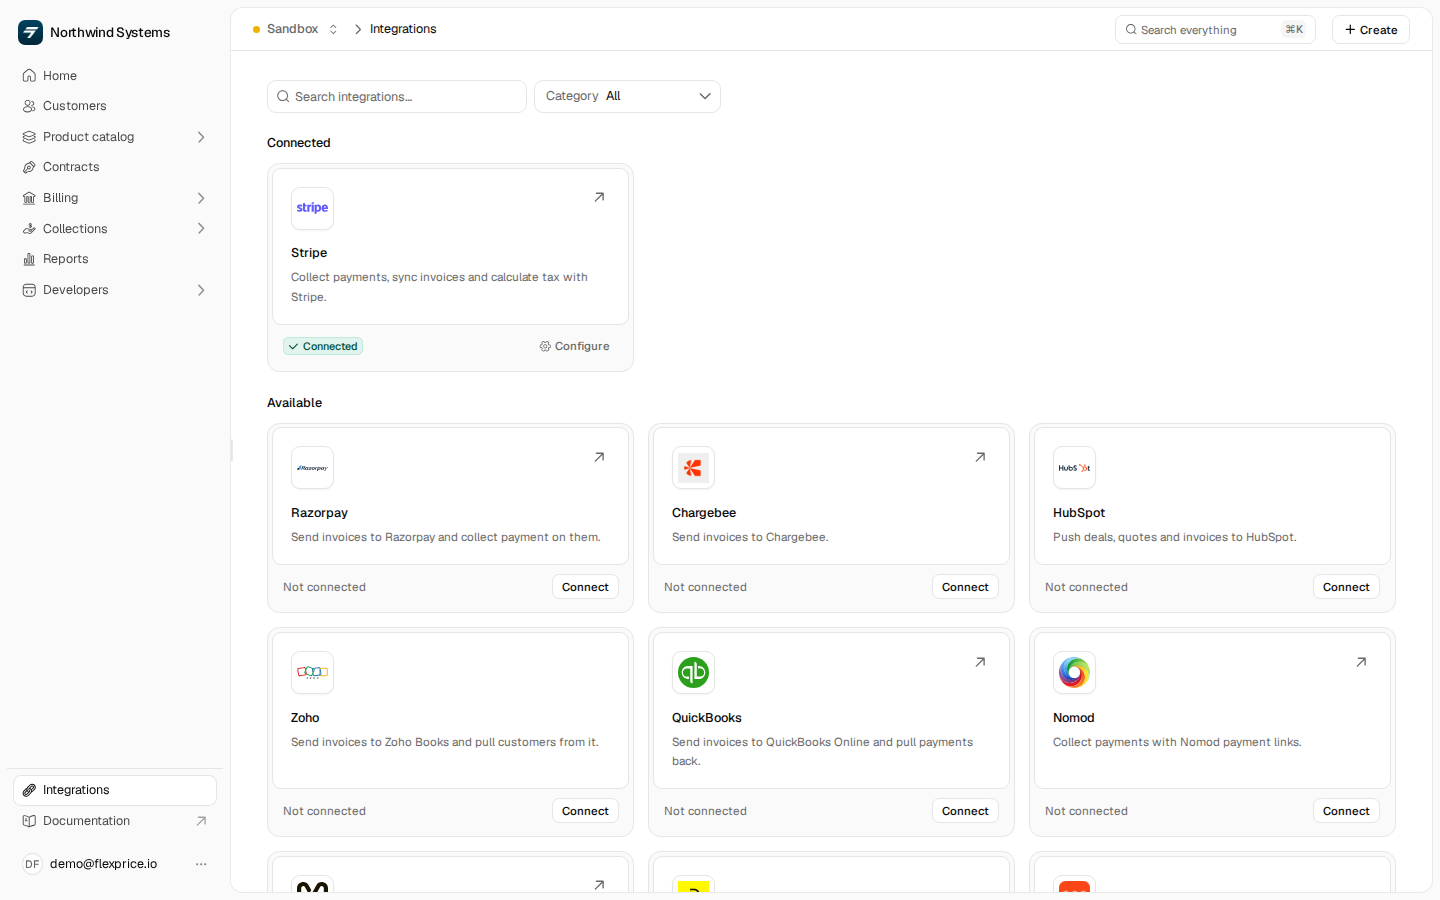 Northwind Systems
Home
Customers
Product catalog
Contracts
Billing
Collections
Reports
Developers
Integrations
Documentation
DF
demo@flexprice.io
Sandbox
Integrations
Search everything
⌘K
Create
Search integrations...
Category All
Connected
stripe
Stripe
Collect payments, sync invoices and calculate tax with
Stripe.
Connected
Configure
Available
Razorpay
Razorpay
Send invoices to Razorpay and collect payment on them.
Not connected
Connect
Chargebee
Send invoices to Chargebee.
Not connected
Connect
HubSpot
HubSpot
Push deals, quotes and invoices to HubSpot.
Not connected
Connect
Zoho
Send invoices to Zoho Books and pull customers from it.
Not connected
Connect
qb
QuickBooks
Send invoices to QuickBooks Online and pull payments
back.
Not connected
Connect
Nomod
Collect payments with Nomod payment links.
Not connected
Connect